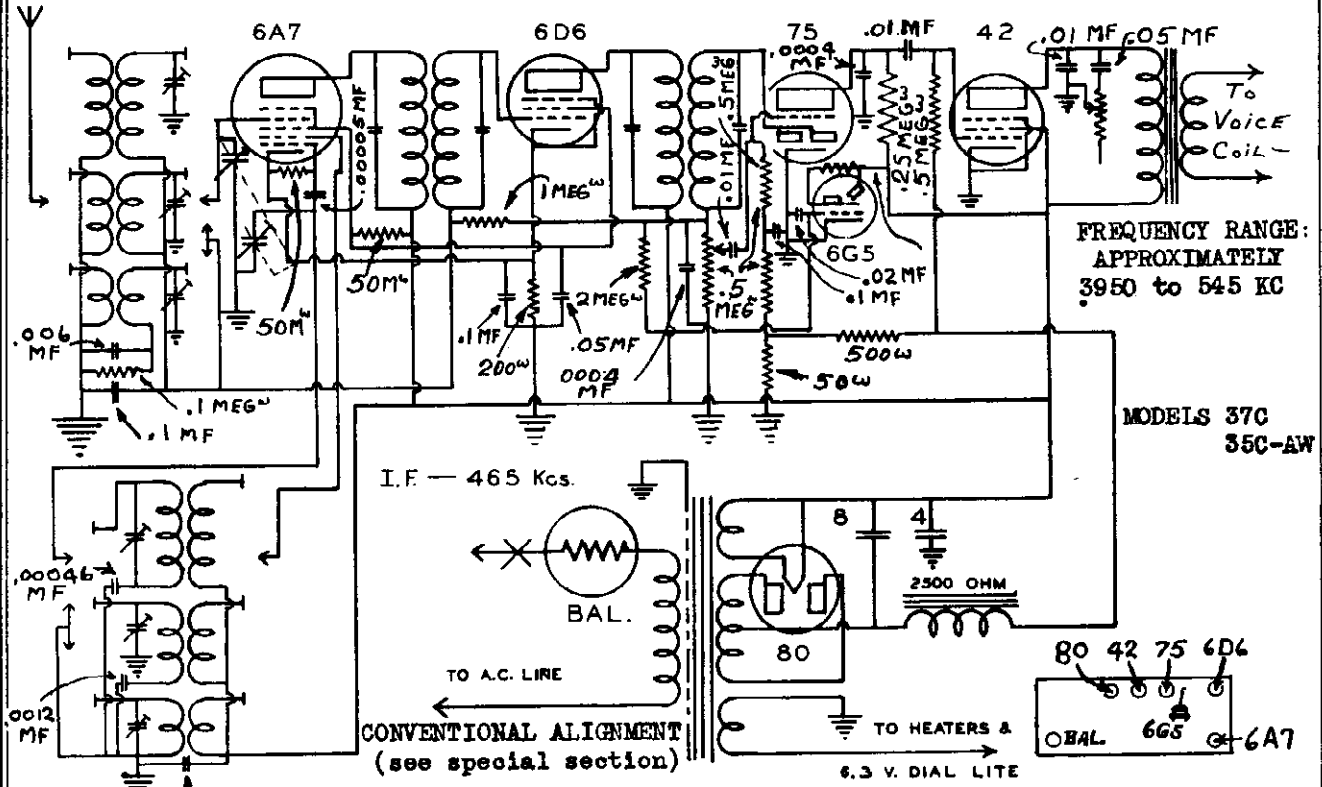 6A7
6D6
75
42
.0004
MF
.01 MF
.01 MF
.05 MF
To
Voice
Coil
.00005 MF
.5 MEG
.01 MF
.25 MEG
.5 MEG
1 MEG ω
50M
50M
6G5
.02 MF
.1 MF
FREQUENCY RANGE:
APPROXIMATELY
3950 to 545 KC
.006
MF
.1 MEG ω
.1 MF
.1 MF
200 ω
.05 MF
2 MEG ω
.0004
MF
.5
MEG
500 ω
50 ω
MODELS 37C
35C-AW
I.F. — 465 Kcs.
BAL.
8
4
2500 OHM
80
.00046
MF
.0012
MF
TO A.C. LINE
CONVENTIONAL ALIGNMENT
(see special section)
TO HEATERS &
6.3 V. DIAL LITE
80 42 75 6D6
6G5
BAL.
6A7